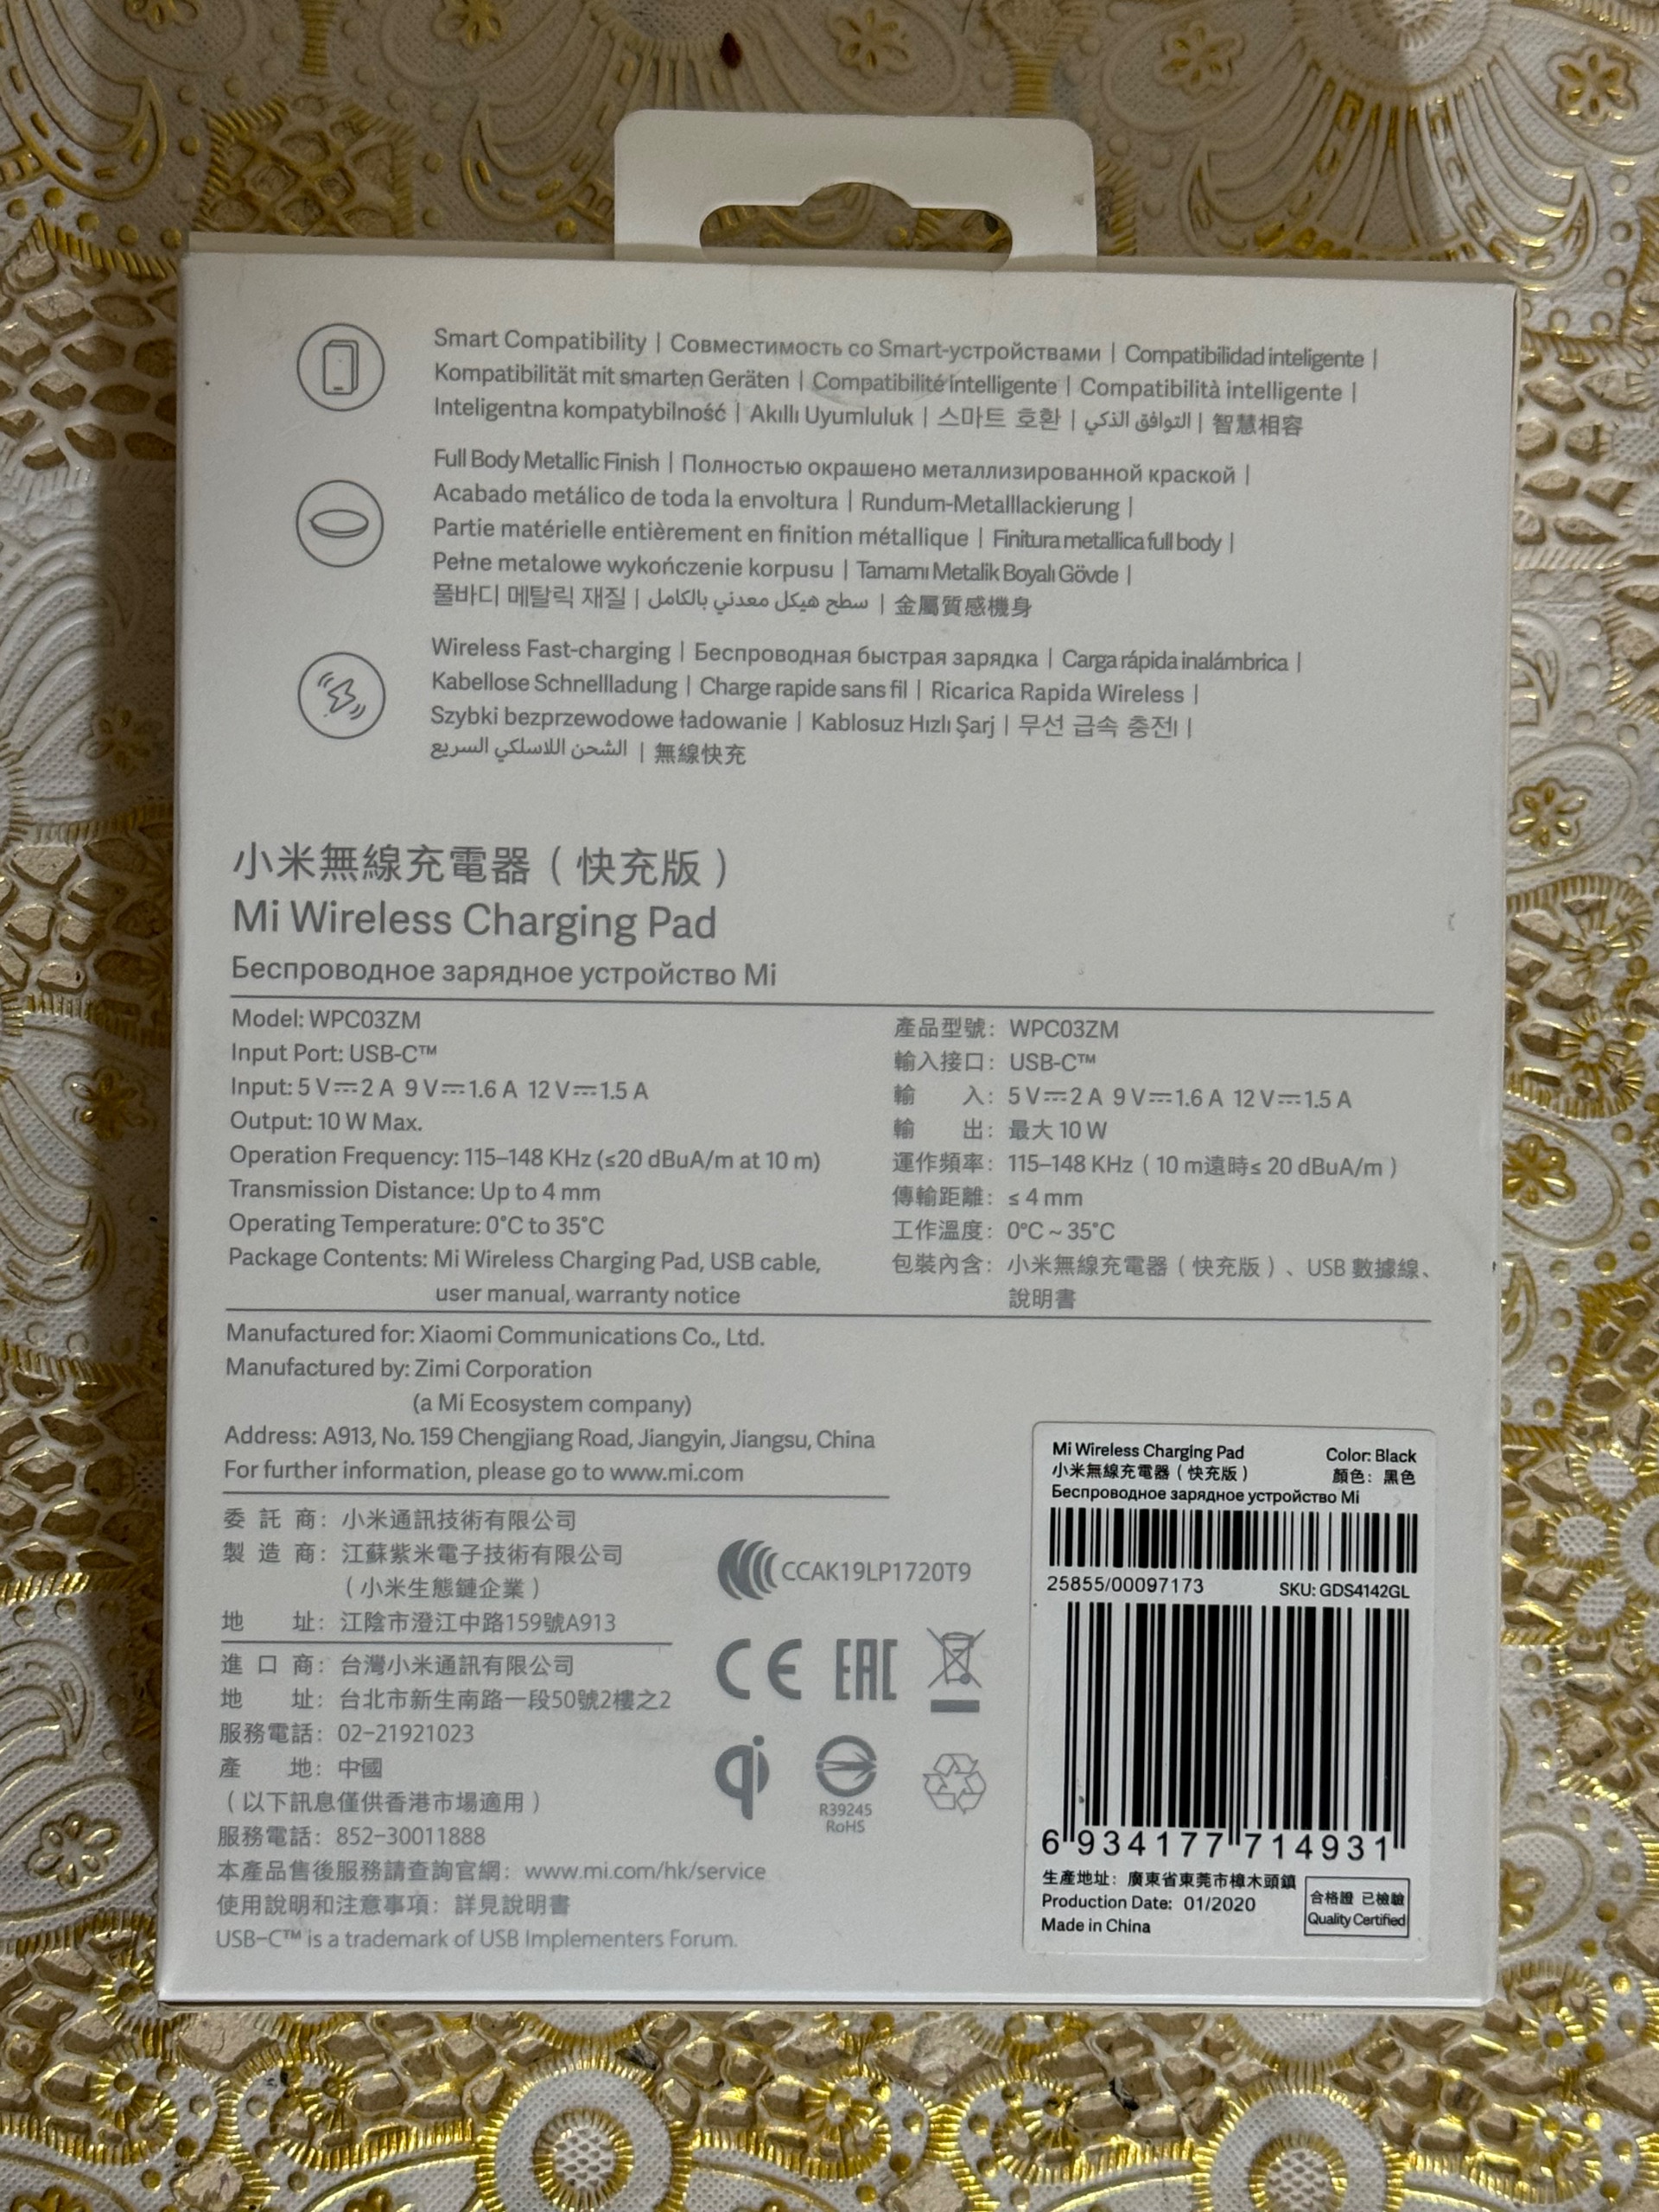 Smart Compatibility | Совместимость со Smart-устройствами | Compatibilidad inteligente |
Kompatibilität mit smarten Geräten | Compatibilité intelligente | Compatibilità intelligente |
Inteligentna kompatybilność | Akıllı Uyumluluk | 스마트 호환 | التوافق الذكي | 智慧相容
Full Body Metallic Finish | Полностью окрашено металлизированной краской |
Acabado metálico de toda la envoltura | Rundum-Metalllackierung |
Partie matérielle entièrement en finition métallique | Finitura metallica full body |
Pełne metalowe wykończenie korpusu | Tamamı Metalik Boyalı Gövde |
풀바디 메탈릭 재질 | سطح هيكل معدني بالكامل | 金屬質感機身
Wireless Fast-charging | Беспроводная быстрая зарядка | Carga rápida inalámbrica |
Kabellose Schnellladung | Charge rapide sans fil | Ricarica Rapida Wireless |
Szybki bezprzewodowe ładowanie | Kablosuz Hızlı Şarj | 무선 급속 충전 |
الشحن اللاسلكي السريع | 無線快充
小米無線充電器（快充版）
Mi Wireless Charging Pad
Беспроводное зарядное устройство Mi
Model: WPC03ZM
Input Port: USB-C™
Input: 5 V⎓2 A 9 V⎓1.6 A 12 V⎓1.5 A
Output: 10 W Max.
Operation Frequency: 115–148 KHz (≤20 dBuA/m at 10 m)
Transmission Distance: Up to 4 mm
Operating Temperature: 0°C to 35°C
Package Contents: Mi Wireless Charging Pad, USB cable,
user manual, warranty notice
產品型號： WPC03ZM
輸入接口： USB-C™
輸 入： 5 V⎓2 A 9 V⎓1.6 A 12 V⎓1.5 A
輸 出： 最大 10 W
運作頻率： 115–148 KHz（10 m遠時≤ 20 dBuA/m）
傳輸距離： ≤ 4 mm
工作溫度： 0°C ~ 35°C
包裝內含： 小米無線充電器（快充版）、USB 數據線、
說明書
Manufactured for: Xiaomi Communications Co., Ltd.
Manufactured by: Zimi Corporation
(a Mi Ecosystem company)
Address: A913, No. 159 Chengjiang Road, Jiangyin, Jiangsu, China
For further information, please go to www.mi.com
委 託 商： 小米通訊技術有限公司
製 造 商： 江蘇紫米電子技術有限公司
（小米生態鏈企業）
地 址： 江陰市澄江中路159號A913
進 口 商： 台灣小米通訊有限公司
地 址： 台北市新生南路一段50號2樓之2
服務電話： 02-21921023
產 地： 中國
（以下訊息僅供香港市場適用）
服務電話： 852-30011888
本產品售後服務請查詢官網： www.mi.com/hk/service
使用說明和注意事項： 詳見說明書
USB-C™ is a trademark of USB Implementers Forum.
CCAK19LP1720T9
CE EAC
qi
R39245
RoHS
Mi Wireless Charging Pad Color: Black
小米無線充電器（快充版） 顏色：黑色
Беспроводное зарядное устройство Mi
25855/00097173 SKU: GDS4142GL
6 934177 714931
生產地址：廣東省東莞市樟木頭鎮
Production Date: 01/2020
Made in China
合格證 已檢驗
Quality Certified